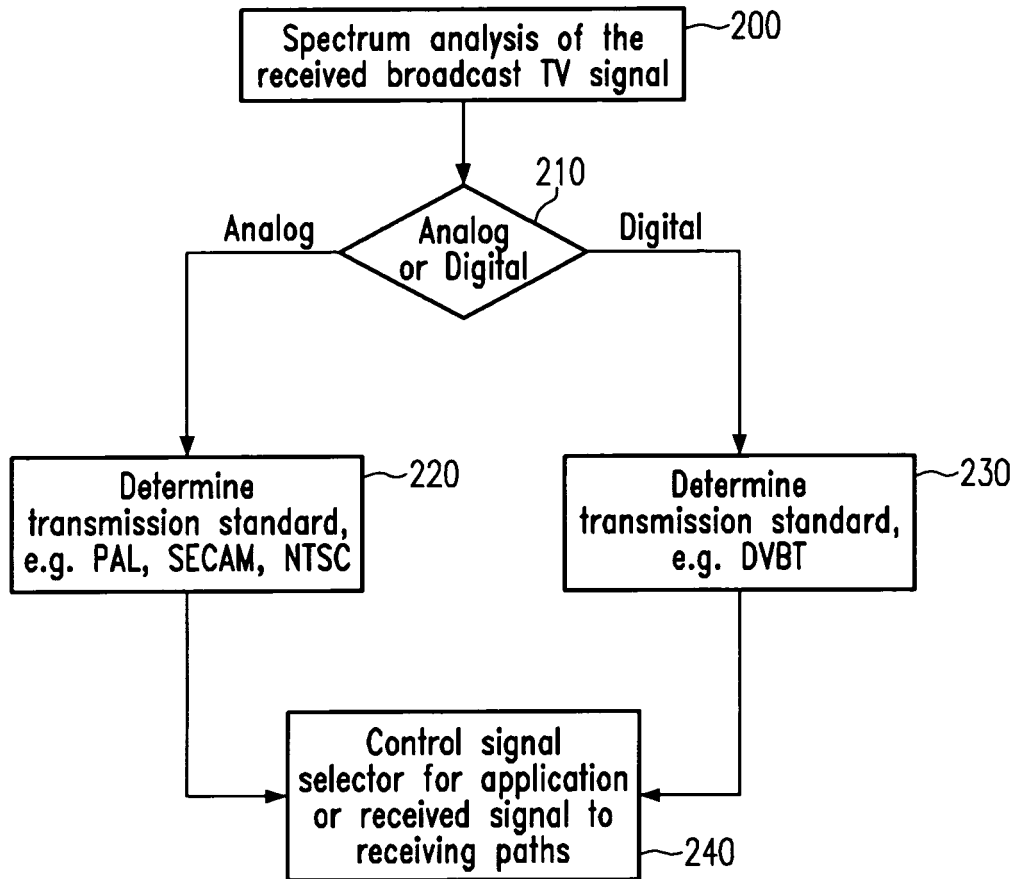 Spectrum analysis of the
received broadcast TV signal
200
210
Analog
Analog
or Digital
Digital
Determine
transmission standard,
e.g. PAL, SECAM, NTSC
220
Determine
transmission standard,
e.g. DVBT
230
Control signal
selector for application
or received signal to
receiving paths
240